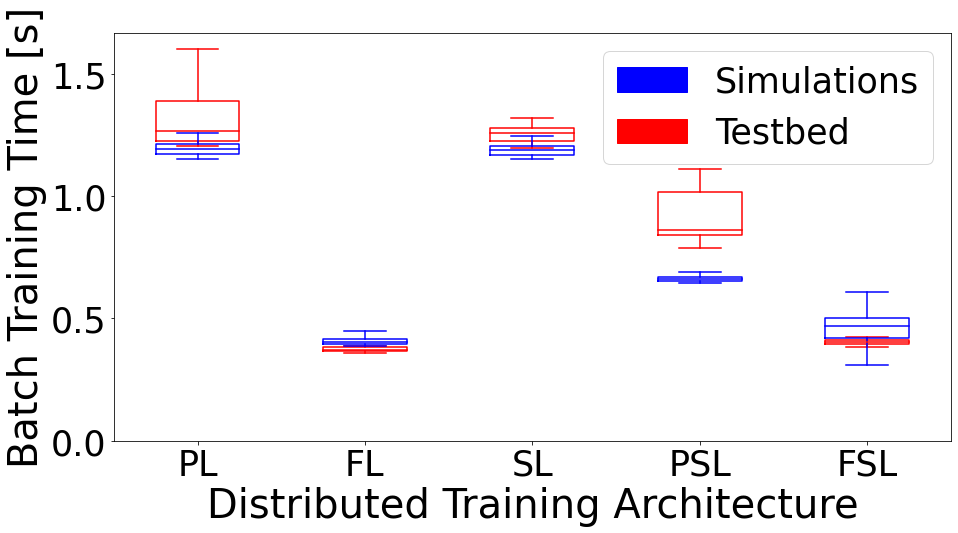 Batch Training Time [s]
1.5
1.0
0.5
0.0
Simulations
Testbed
PL FL SL PSL FSL
Distributed Training Architecture